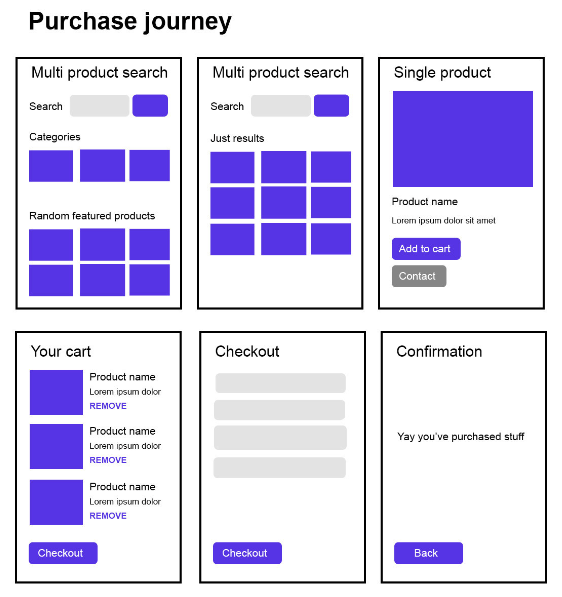 Purchase journey
Multi product search
Search
Categories
Random featured products
Multi product search
Search
Just results
Single product
Product name
Lorem ipsum dolor sit amet
Add to cart
Contact
Your cart
Product name
Lorem ipsum dolor
REMOVE
Product name
Lorem ipsum dolor
REMOVE
Product name
Lorem ipsum dolor
REMOVE
Checkout
Checkout
Checkout
Confirmation
Yay you've purchased stuff
Back